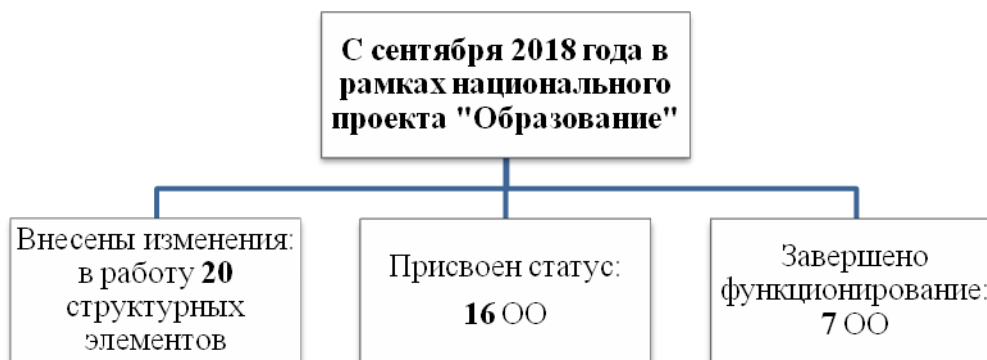 С сентября 2018 года в
рамках национального
проекта "Образование"
Внесены изменения:
в работу 20
структурных
элементов
Присвоен статус:
16 ОО
Завершено
функционирование:
7 ОО